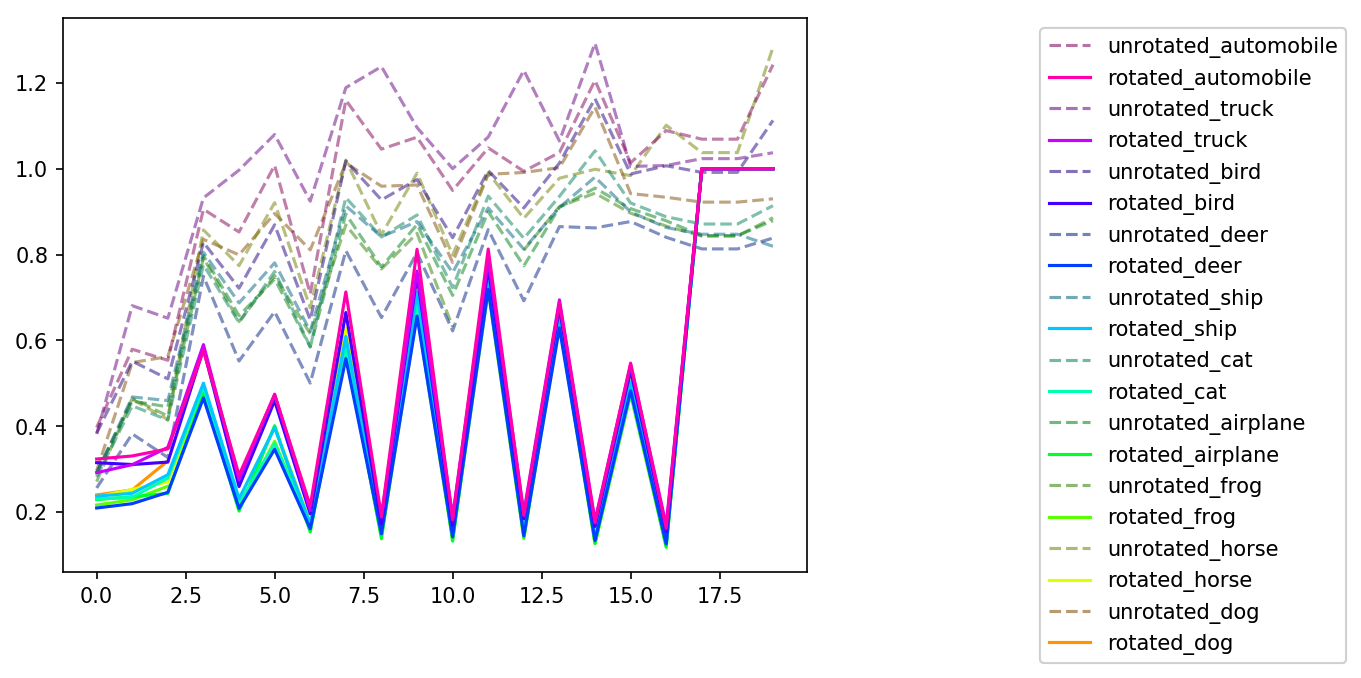 1.2
1.0
0.8
0.6
0.4
0.2
0.0 2.5 5.0 7.5 10.0 12.5 15.0 17.5
unrotated_automobile
rotated_automobile
unrotated_truck
rotated_truck
unrotated_bird
rotated_bird
unrotated_deer
rotated_deer
unrotated_ship
rotated_ship
unrotated_cat
rotated_cat
unrotated_airplane
rotated_airplane
unrotated_frog
rotated_frog
unrotated_horse
rotated_horse
unrotated_dog
rotated_dog